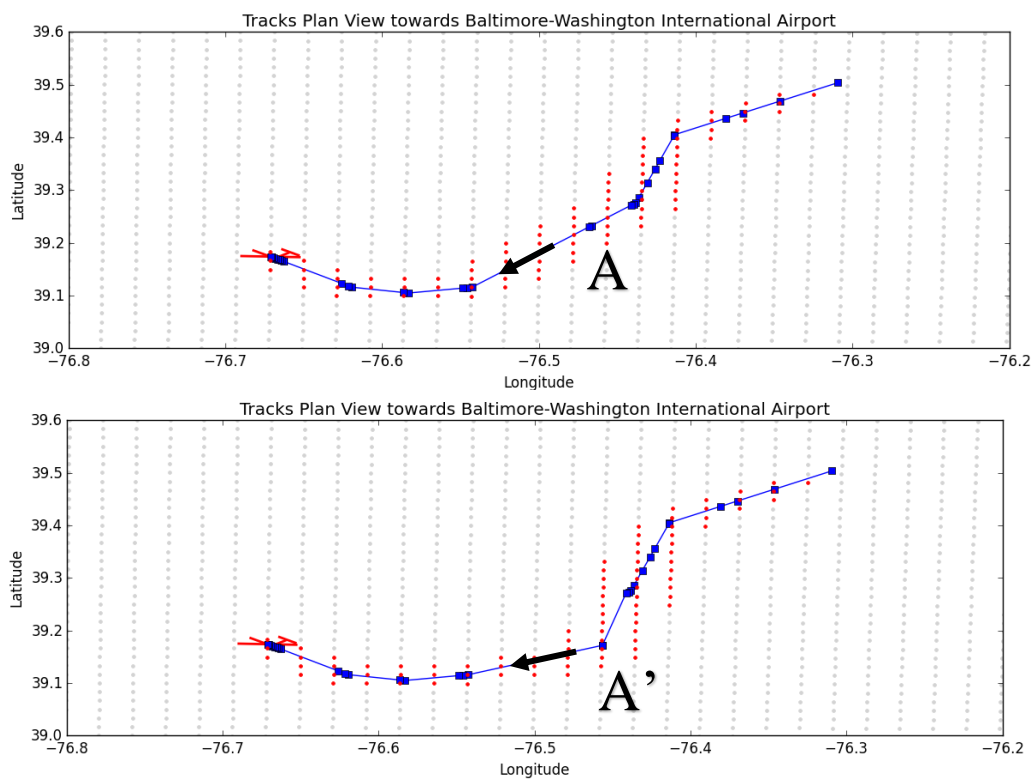 Tracks Plan View towards Baltimore-Washington International Airport
39.6
39.5
39.4
39.3
39.2
39.1
39.0
Latitude
A
−76.8 −76.7 −76.6 −76.5 −76.4 −76.3 −76.2
Longitude
Tracks Plan View towards Baltimore-Washington International Airport
39.6
39.5
39.4
39.3
39.2
39.1
39.0
Latitude
A’
−76.8 −76.7 −76.6 −76.5 −76.4 −76.3 −76.2
Longitude